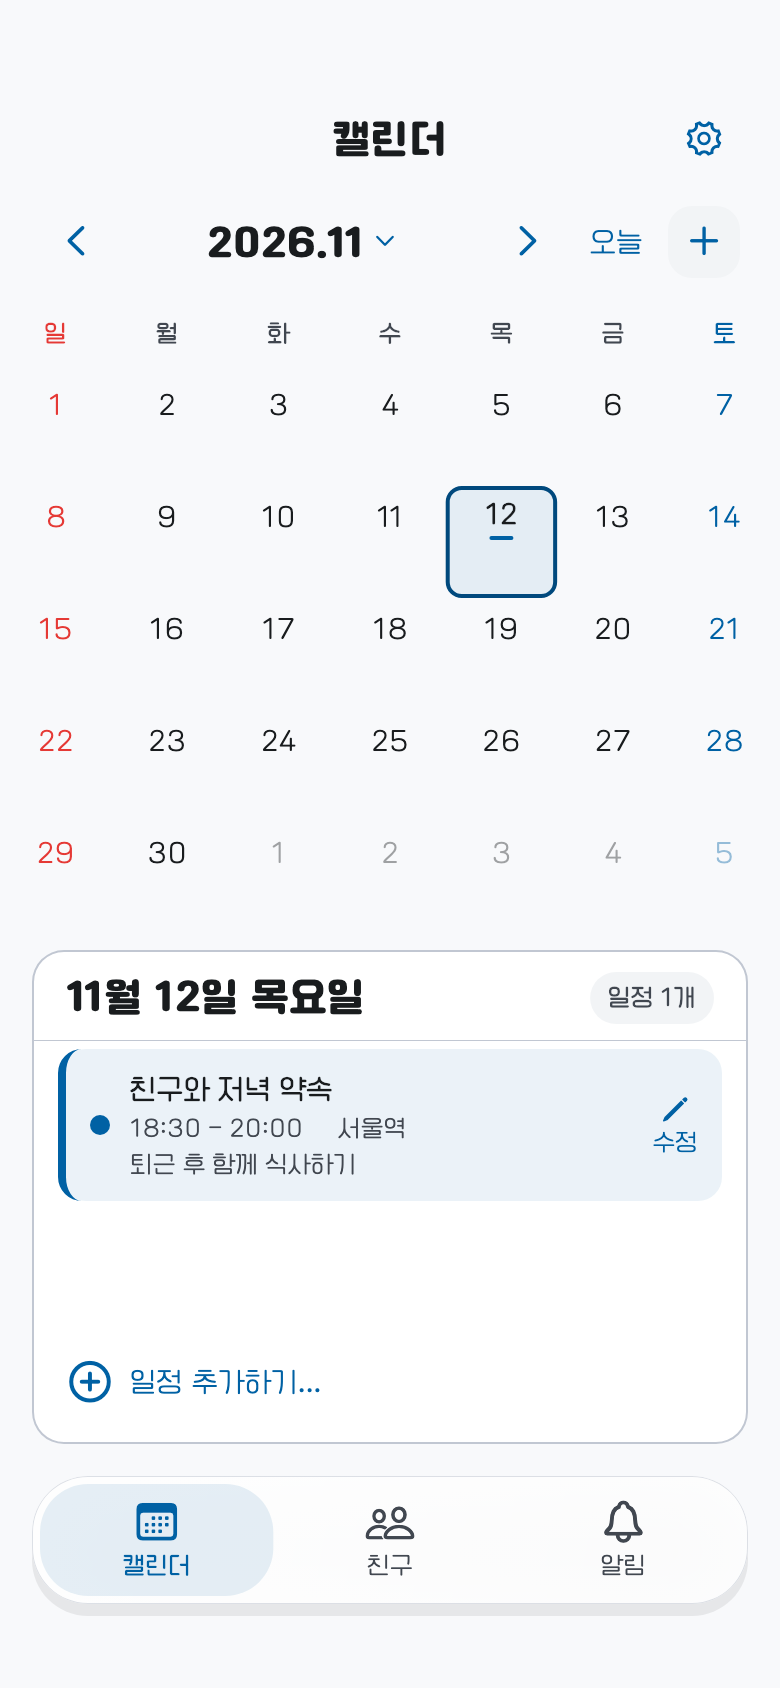 캘린더
2026.11 오늘
일 월 화 수 목 금 토
1 2 3 4 5 6 7
8 9 10 11 12 13 14
15 16 17 18 19 20 21
22 23 24 25 26 27 28
29 30 1 2 3 4 5
11월 12일 목요일 일정 1개
친구와 저녁 약속
18:30 – 20:00 서울역
퇴근 후 함께 식사하기
수정
일정 추가하기...
캘린더 친구 알림